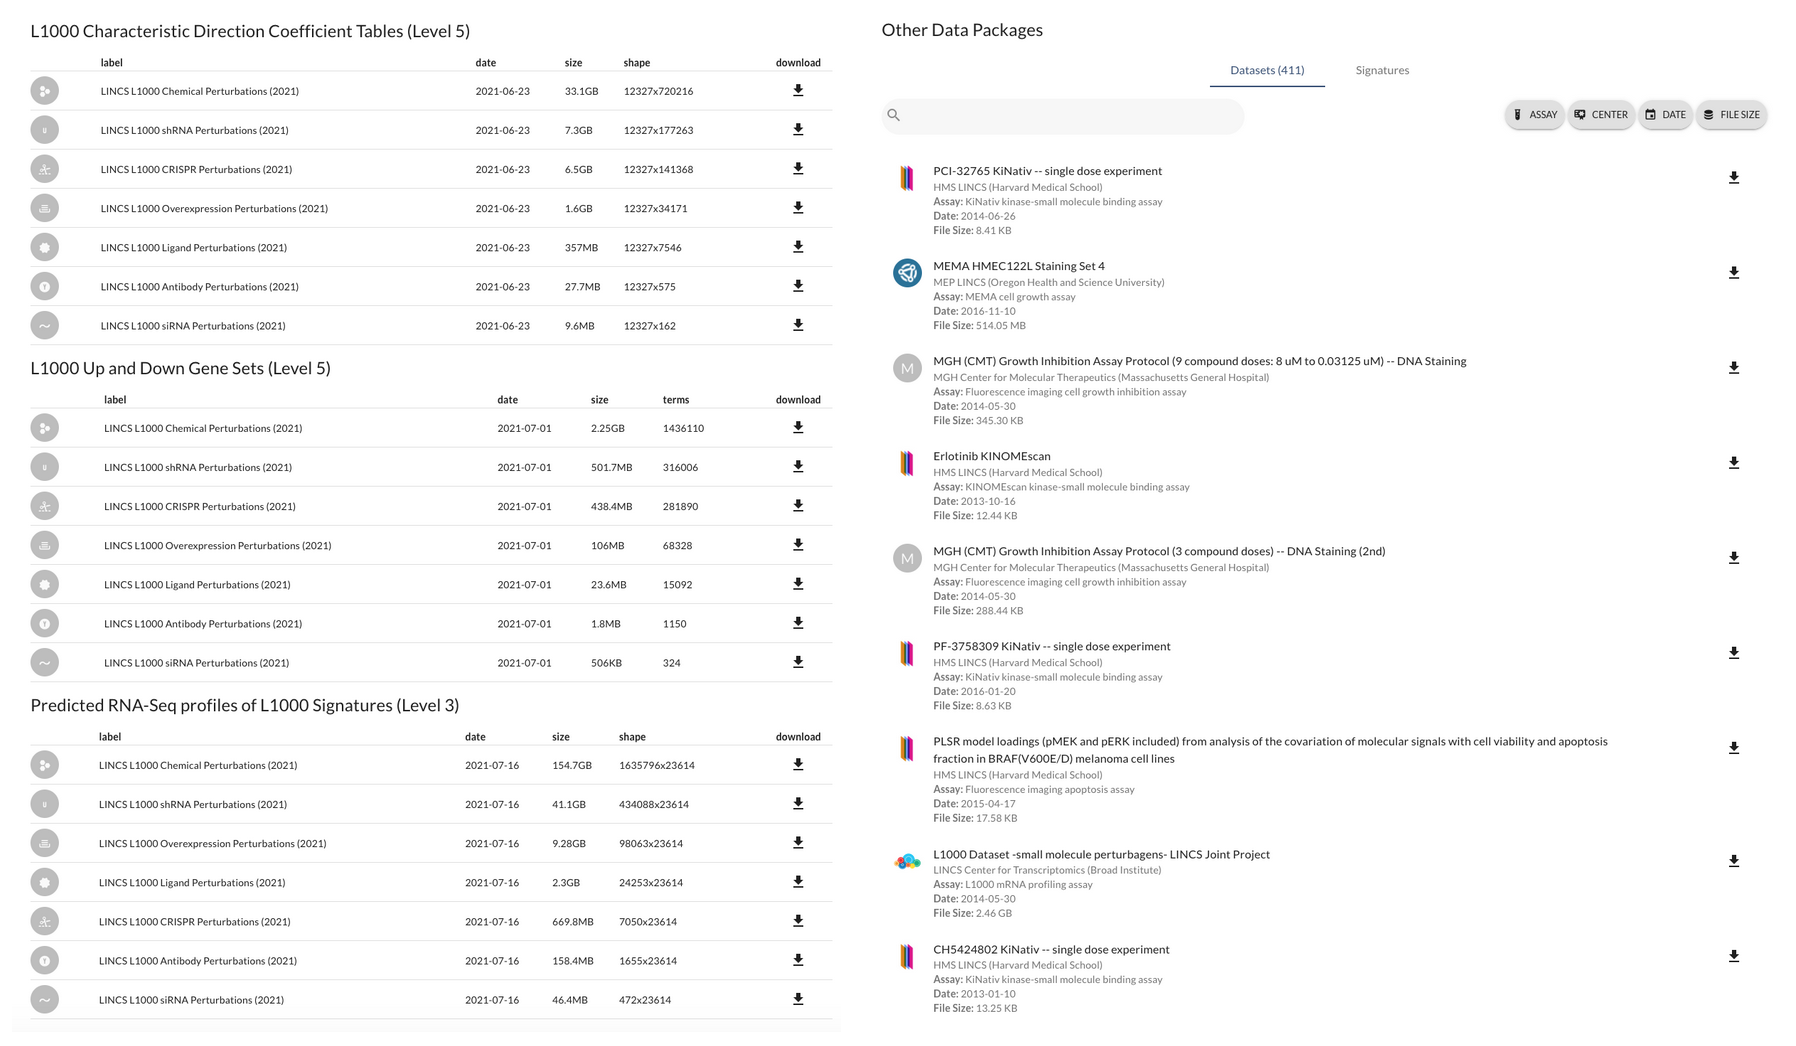 L1000 Characteristic Direction Coefficient Tables (Level 5)
label date size shape download
LINCS L1000 Chemical Perturbations (2021) 2021-06-23 33.1GB 12327x720216
LINCS L1000 shRNA Perturbations (2021) 2021-06-23 7.3GB 12327x177263
LINCS L1000 CRISPR Perturbations (2021) 2021-06-23 6.5GB 12327x141368
LINCS L1000 Overexpression Perturbations (2021) 2021-06-23 1.6GB 12327x34171
LINCS L1000 Ligand Perturbations (2021) 2021-06-23 357MB 12327x7546
LINCS L1000 Antibody Perturbations (2021) 2021-06-23 27.7MB 12327x575
LINCS L1000 siRNA Perturbations (2021) 2021-06-23 9.6MB 12327x162
L1000 Up and Down Gene Sets (Level 5)
label date size terms download
LINCS L1000 Chemical Perturbations (2021) 2021-07-01 2.25GB 1436110
LINCS L1000 shRNA Perturbations (2021) 2021-07-01 501.7MB 316006
LINCS L1000 CRISPR Perturbations (2021) 2021-07-01 438.4MB 281890
LINCS L1000 Overexpression Perturbations (2021) 2021-07-01 106MB 68328
LINCS L1000 Ligand Perturbations (2021) 2021-07-01 23.6MB 15092
LINCS L1000 Antibody Perturbations (2021) 2021-07-01 1.8MB 1150
LINCS L1000 siRNA Perturbations (2021) 2021-07-01 506KB 324
Predicted RNA-Seq profiles of L1000 Signatures (Level 3)
label date size shape download
LINCS L1000 Chemical Perturbations (2021) 2021-07-16 154.7GB 1635796x23614
LINCS L1000 shRNA Perturbations (2021) 2021-07-16 41.1GB 434088x23614
LINCS L1000 Overexpression Perturbations (2021) 2021-07-16 9.28GB 98063x23614
LINCS L1000 Ligand Perturbations (2021) 2021-07-16 2.3GB 24253x23614
LINCS L1000 CRISPR Perturbations (2021) 2021-07-16 669.8MB 7050x23614
LINCS L1000 Antibody Perturbations (2021) 2021-07-16 158.4MB 1655x23614
LINCS L1000 siRNA Perturbations (2021) 2021-07-16 46.4MB 472x23614
Other Data Packages
Datasets (411) Signatures
ASSAY CENTER DATE FILE SIZE
PCI-32765 KiNativ -- single dose experiment
HMS LINCS (Harvard Medical School)
Assay: KiNativ kinase-small molecule binding assay
Date: 2014-06-26
File Size: 8.41 KB
MEMA HMEC122L Staining Set 4
MEP LINCS (Oregon Health and Science University)
Assay: MEMA cell growth assay
Date: 2016-11-10
File Size: 514.05 MB
M
MGH (CMT) Growth Inhibition Assay Protocol (9 compound doses: 8 uM to 0.03125 uM) -- DNA Staining
MGH Center for Molecular Therapeutics (Massachusetts General Hospital)
Assay: Fluorescence imaging cell growth inhibition assay
Date: 2014-05-30
File Size: 345.30 KB
Erlotinib KINOMEscan
HMS LINCS (Harvard Medical School)
Assay: KINOMEscan kinase-small molecule binding assay
Date: 2013-10-16
File Size: 12.44 KB
M
MGH (CMT) Growth Inhibition Assay Protocol (3 compound doses) -- DNA Staining (2nd)
MGH Center for Molecular Therapeutics (Massachusetts General Hospital)
Assay: Fluorescence imaging cell growth inhibition assay
Date: 2014-05-30
File Size: 288.44 KB
PF-3758309 KiNativ -- single dose experiment
HMS LINCS (Harvard Medical School)
Assay: KiNativ kinase-small molecule binding assay
Date: 2016-01-20
File Size: 8.63 KB
PLSR model loadings (pMEK and pERK included) from analysis of the covariation of molecular signals with cell viability and apoptosis
fraction in BRAF(V600E/D) melanoma cell lines
HMS LINCS (Harvard Medical School)
Assay: Fluorescence imaging apoptosis assay
Date: 2015-04-17
File Size: 17.58 KB
L1000 Dataset -small molecule perturbagens- LINCS Joint Project
LINCS Center for Transcriptomics (Broad Institute)
Assay: L1000 mRNA profiling assay
Date: 2014-05-30
File Size: 2.46 GB
CH5424802 KiNativ -- single dose experiment
HMS LINCS (Harvard Medical School)
Assay: KiNativ kinase-small molecule binding assay
Date: 2013-01-10
File Size: 13.25 KB